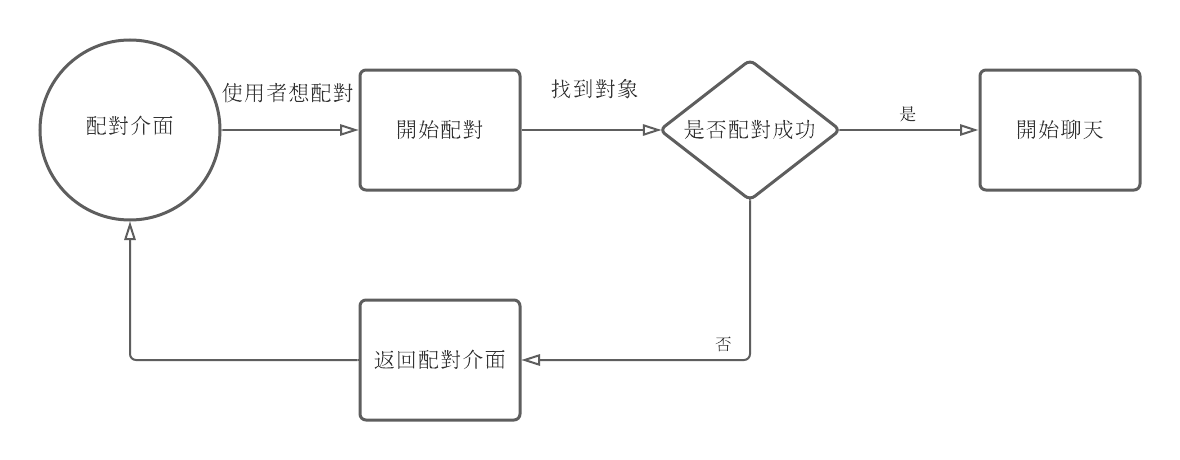 配對介面
使用者想配對
開始配對
找到對象
是否配對成功
是
開始聊天
否
返回配對介面